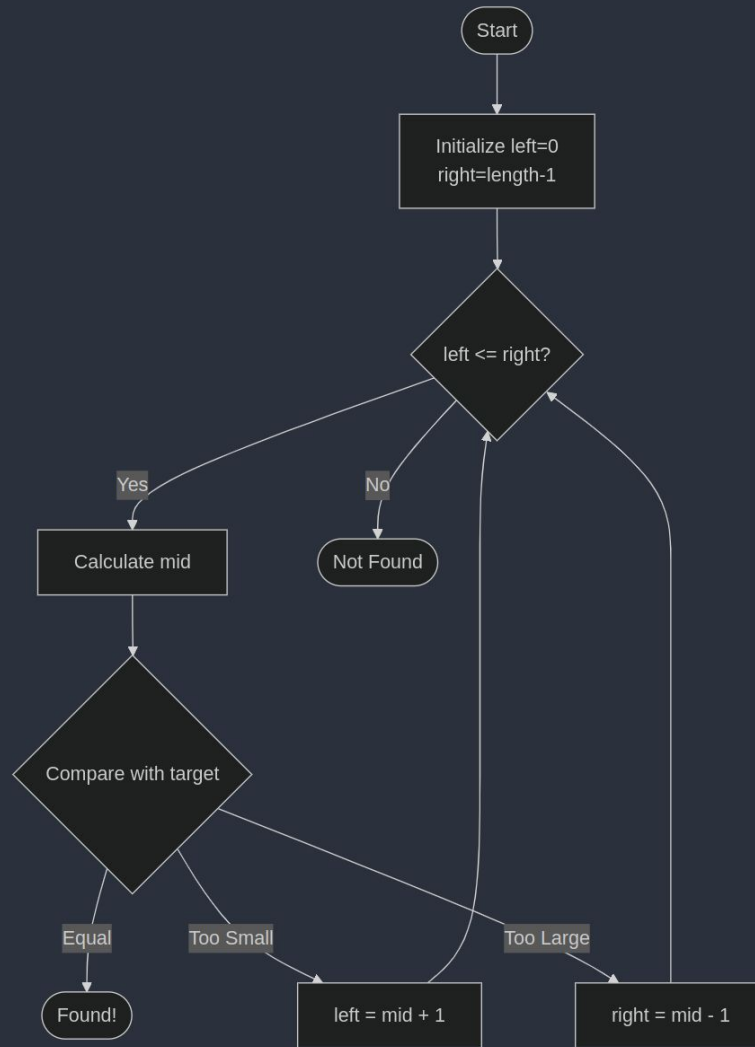 Start
Initialize left=0
right=length-1
left <= right?
Yes
No
Calculate mid
Not Found
Compare with target
Equal
Too Small
Too Large
Found!
left = mid + 1
right = mid - 1